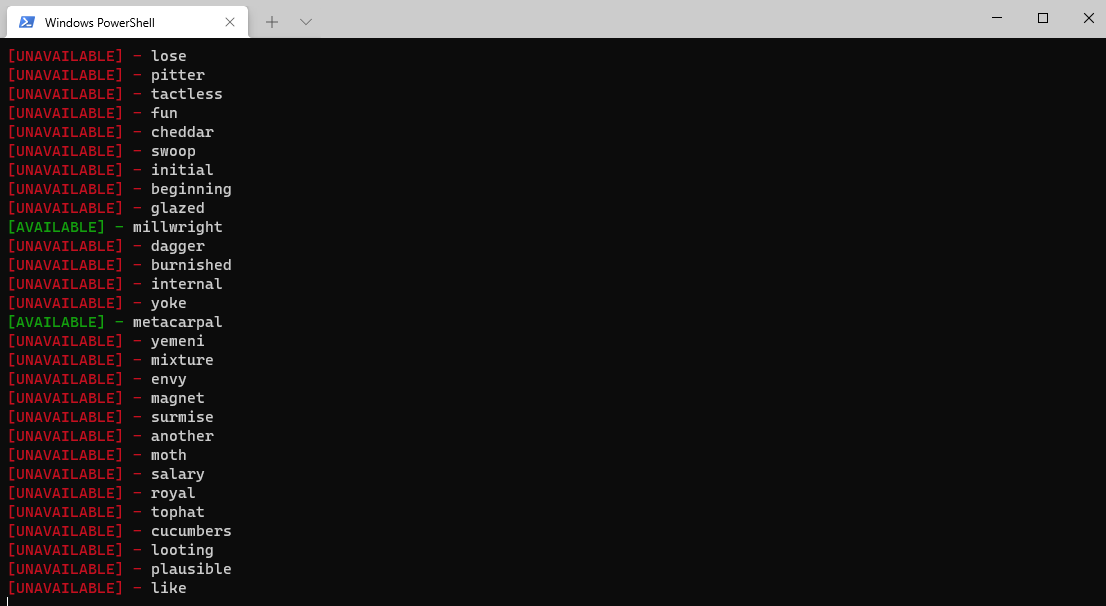 Windows PowerShell
[UNAVAILABLE] - lose
[UNAVAILABLE] - pitter
[UNAVAILABLE] - tactless
[UNAVAILABLE] - fun
[UNAVAILABLE] - cheddar
[UNAVAILABLE] - swoop
[UNAVAILABLE] - initial
[UNAVAILABLE] - beginning
[UNAVAILABLE] - glazed
[AVAILABLE] - millwright
[UNAVAILABLE] - dagger
[UNAVAILABLE] - burnished
[UNAVAILABLE] - internal
[UNAVAILABLE] - yoke
[AVAILABLE] - metacarpal
[UNAVAILABLE] - yemeni
[UNAVAILABLE] - mixture
[UNAVAILABLE] - envy
[UNAVAILABLE] - magnet
[UNAVAILABLE] - surmise
[UNAVAILABLE] - another
[UNAVAILABLE] - moth
[UNAVAILABLE] - salary
[UNAVAILABLE] - royal
[UNAVAILABLE] - tophat
[UNAVAILABLE] - cucumbers
[UNAVAILABLE] - looting
[UNAVAILABLE] - plausible
[UNAVAILABLE] - like